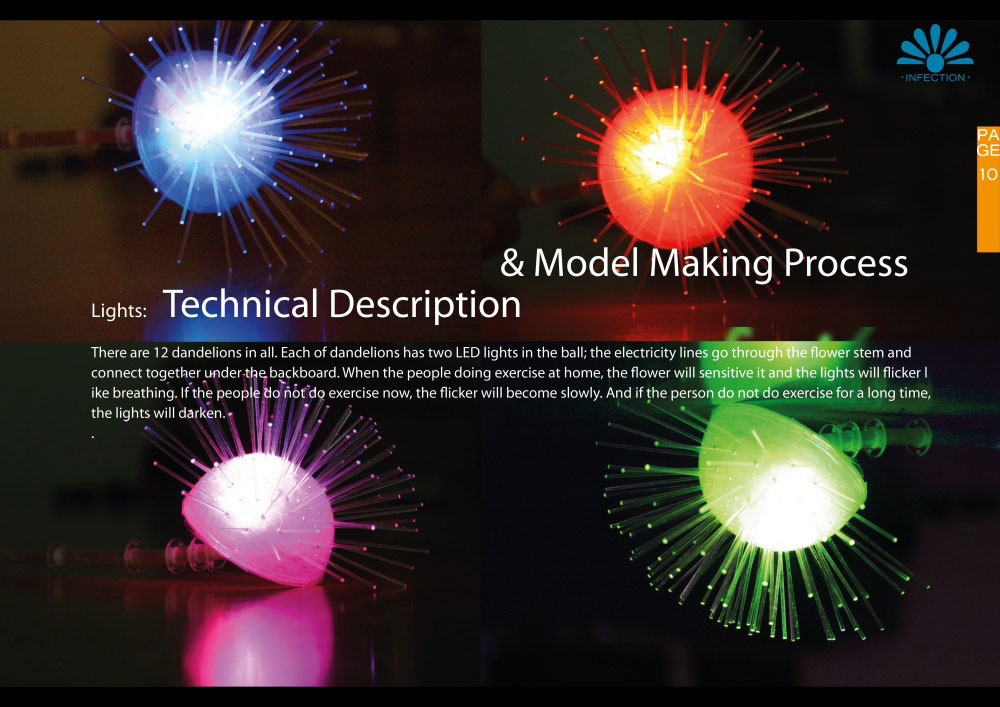 ·INFECTION·
PA
GE
10
& Model Making Process
Lights: Technical Description
There are 12 dandelions in all. Each of dandelions has two LED lights in the ball; the electricity lines go through the flower stem and
connect together under the backboard. When the people doing exercise at home, the flower will sensitive it and the lights will flicker l
ike breathing. If the people do not do exercise now, the flicker will become slowly. And if the person do not do exercise for a long time,
the lights will darken.
.